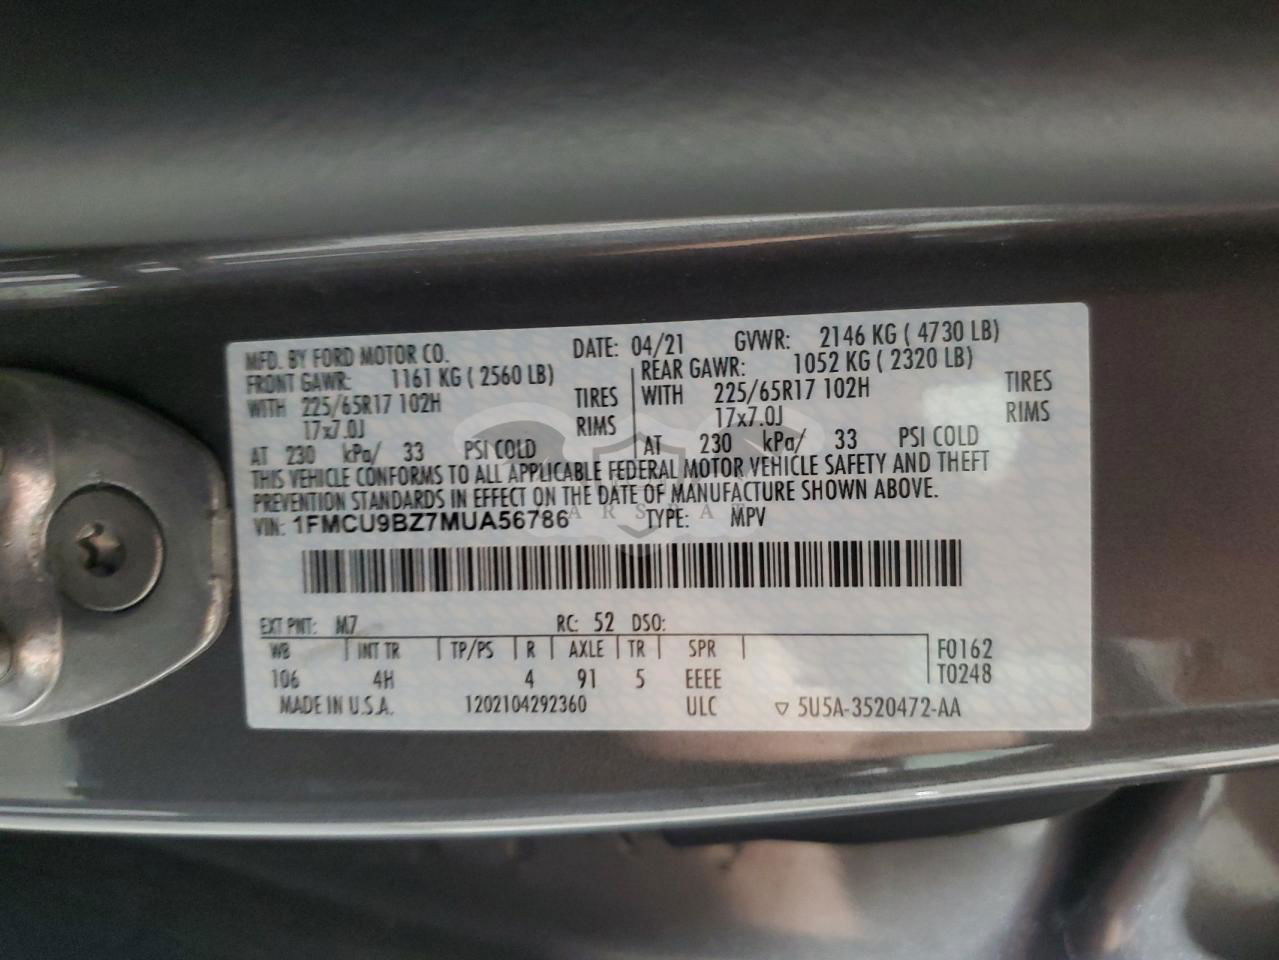 MFD. BY FORD MOTOR CO. DATE: 04/21 GVWR: 2146 KG ( 4730 LB)
FRONT GAWR: 1161 KG ( 2560 LB) REAR GAWR: 1052 KG ( 2320 LB)
WITH 225/65R17 102H TIRES WITH 225/65R17 102H TIRES
17x7.0J RIMS 17x7.0J RIMS
AT 230 kPa/ 33 PSI COLD AT 230 kPa/ 33 PSI COLD
THIS VEHICLE CONFORMS TO ALL APPLICABLE FEDERAL MOTOR VEHICLE SAFETY AND THEFT
PREVENTION STANDARDS IN EFFECT ON THE DATE OF MANUFACTURE SHOWN ABOVE.
VIN: 1FMCU9BZ7MUA56786 TYPE: MPV
EXT PNT: M7 RC: 52 DSO:
WB INT TR TP/PS R AXLE TR SPR F0162
106 4H 4 91 5 EEEE T0248
MADE IN U.S.A. 1202104292360 ULC ▽ 5U5A-3520472-AA